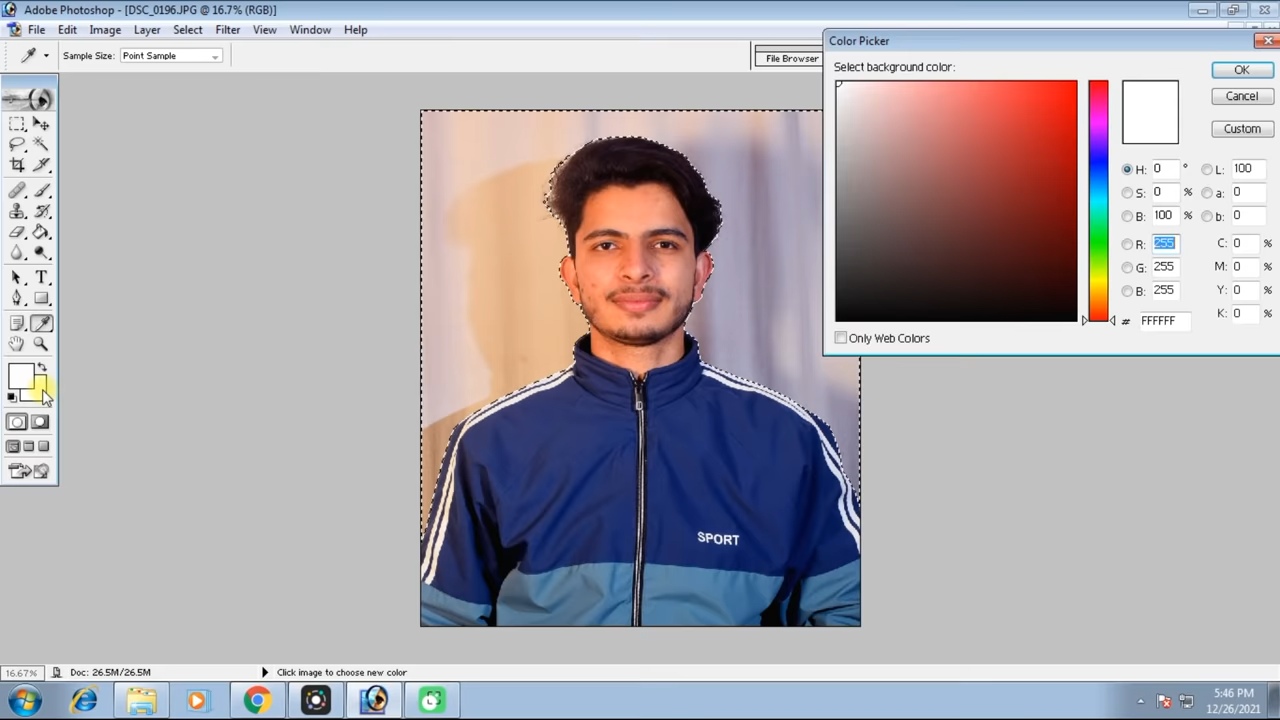 Adobe Photoshop - [DSC_0196.JPG @ 16.7% (RGB)]
File Edit Image Layer Select Filter View Window Help
Sample Size: Point Sample
File Browser
Color Picker
Select background color:
OK
Cancel
Custom
H: 0 ° L: 100
S: 0 % a: 0
B: 100 % b: 0
R: 255 C: 0 %
G: 255 M: 0 %
B: 255 Y: 0 %
K: 0 %
# FFFFFF
Only Web Colors
T
SPORT
16.67% Doc: 26.5M/26.5M Click image to choose new color
5:46 PM
12/26/2021